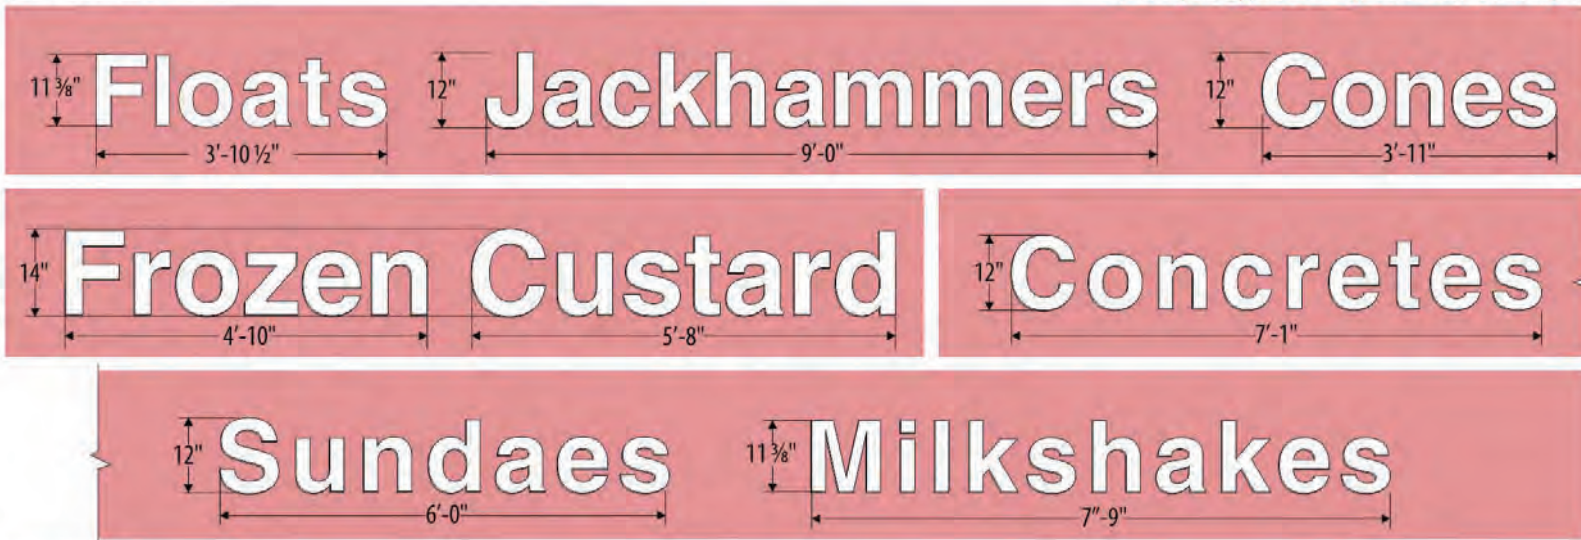 11 ⅜" Floats 12" Jackhammers 12" Cones
3'-10 ½" 9'-0" 3'-11"
14" Frozen Custard 12" Concretes
4'-10" 5'-8" 7'-1"
12" Sundaes 11 ⅜" Milkshakes
6'-0" 7"-9"